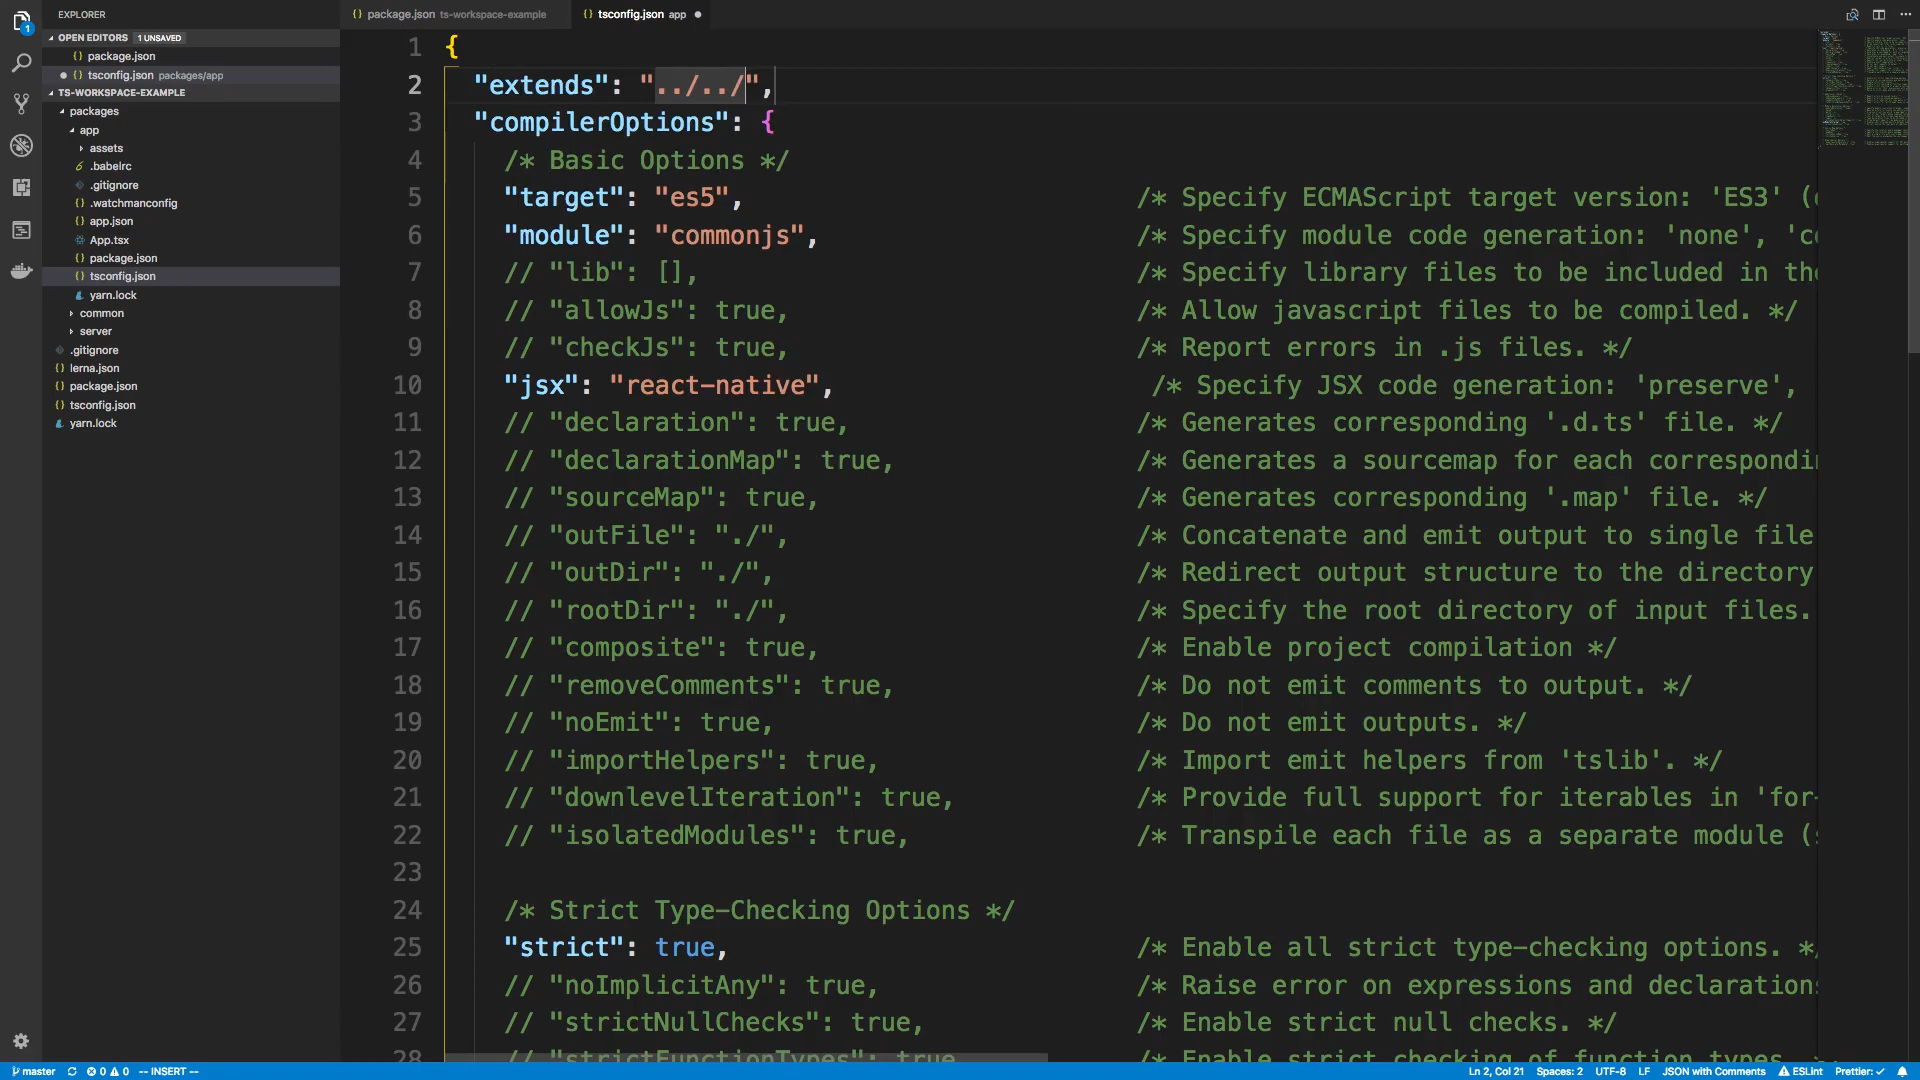 EXPLORER
OPEN EDITORS 1 UNSAVED
package.json
tsconfig.json packages/app
TS-WORKSPACE-EXAMPLE
packages
app
assets
.babelrc
.gitignore
.watchmanconfig
app.json
App.tsx
package.json
tsconfig.json
yarn.lock
common
server
.gitignore
lerna.json
package.json
tsconfig.json
yarn.lock
1
package.json ts-workspace-example
tsconfig.json app
1 {
2 "extends": "../../",
3 "compilerOptions": {
4 /* Basic Options */
5 "target": "es5", /* Specify ECMAScript target version: 'ES3' (
6 "module": "commonjs", /* Specify module code generation: 'none', 'c
7 // "lib": [], /* Specify library files to be included in the
8 // "allowJs": true, /* Allow javascript files to be compiled. */
9 // "checkJs": true, /* Report errors in .js files. */
10 "jsx": "react-native", /* Specify JSX code generation: 'preserve',
11 // "declaration": true, /* Generates corresponding '.d.ts' file. */
12 // "declarationMap": true, /* Generates a sourcemap for each correspondi
13 // "sourceMap": true, /* Generates corresponding '.map' file. */
14 // "outFile": "./", /* Concatenate and emit output to single file
15 // "outDir": "./", /* Redirect output structure to the directory
16 // "rootDir": "./", /* Specify the root directory of input files.
17 // "composite": true, /* Enable project compilation */
18 // "removeComments": true, /* Do not emit comments to output. */
19 // "noEmit": true, /* Do not emit outputs. */
20 // "importHelpers": true, /* Import emit helpers from 'tslib'. */
21 // "downlevelIteration": true, /* Provide full support for iterables in 'for-
22 // "isolatedModules": true, /* Transpile each file as a separate module (
23
24 /* Strict Type-Checking Options */
25 "strict": true, /* Enable all strict type-checking options. *
26 // "noImplicitAny": true, /* Raise error on expressions and declarations
27 // "strictNullChecks": true, /* Enable strict null checks. */
28 // "strictFunctionTypes": true /* Enable strict checking of function types.
master 0 0 -- INSERT -- Ln 2, Col 21 Spaces: 2 UTF-8 LF JSON with Comments ESLint Prettier: ✓